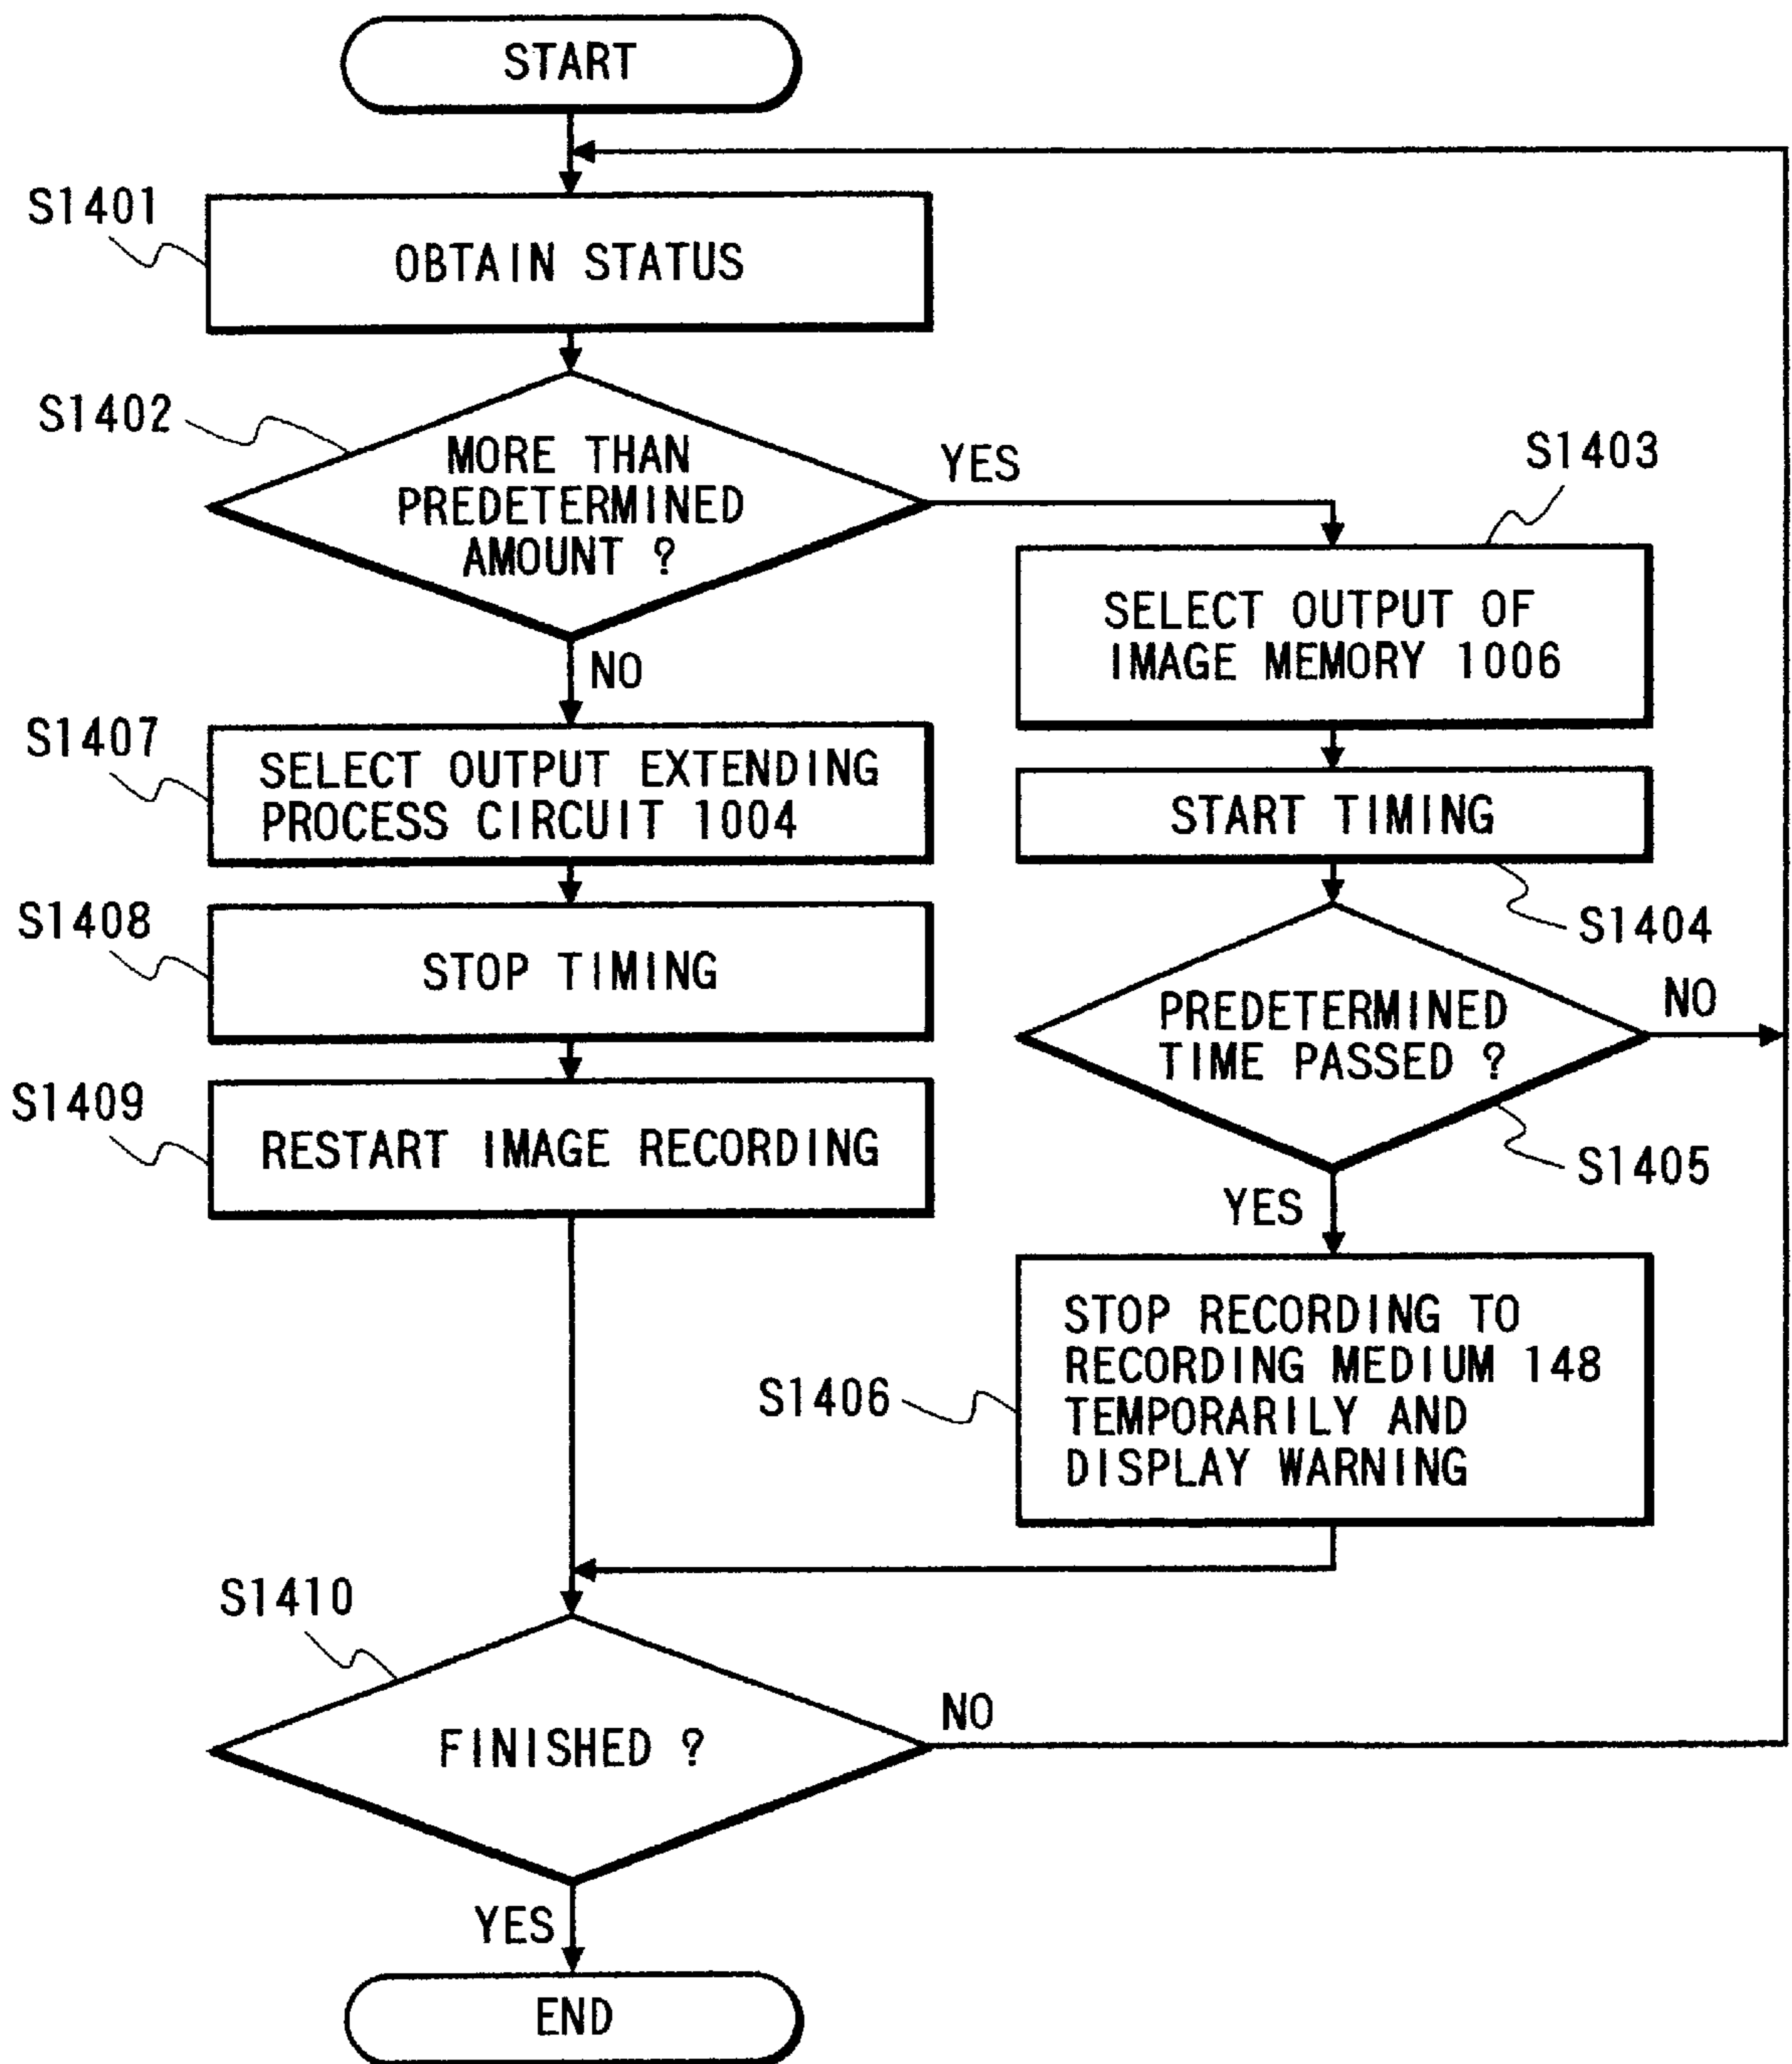 START
S1401
OBTAIN STATUS
S1402
MORE THAN
PREDETERMINED
AMOUNT ?
YES
NO
S1403
SELECT OUTPUT OF
IMAGE MEMORY 1006
START TIMING
S1404
PREDETERMINED
TIME PASSED ?
NO
S1405
YES
S1406
STOP RECORDING TO
RECORDING MEDIUM 148
TEMPORARILY AND
DISPLAY WARNING
S1407
SELECT OUTPUT EXTENDING
PROCESS CIRCUIT 1004
S1408
STOP TIMING
S1409
RESTART IMAGE RECORDING
S1410
FINISHED ?
NO
YES
END